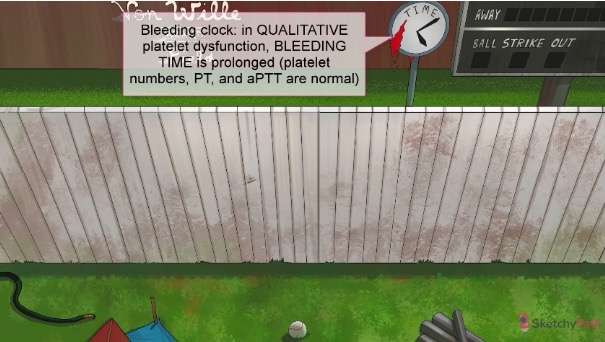 Von Wille
TIME
AWAY
BALL STRIKE OUT
Bleeding clock: in QUALITATIVE
platelet dysfunction, BLEEDING
TIME is prolonged (platelet
numbers, PT, and aPTT are normal)